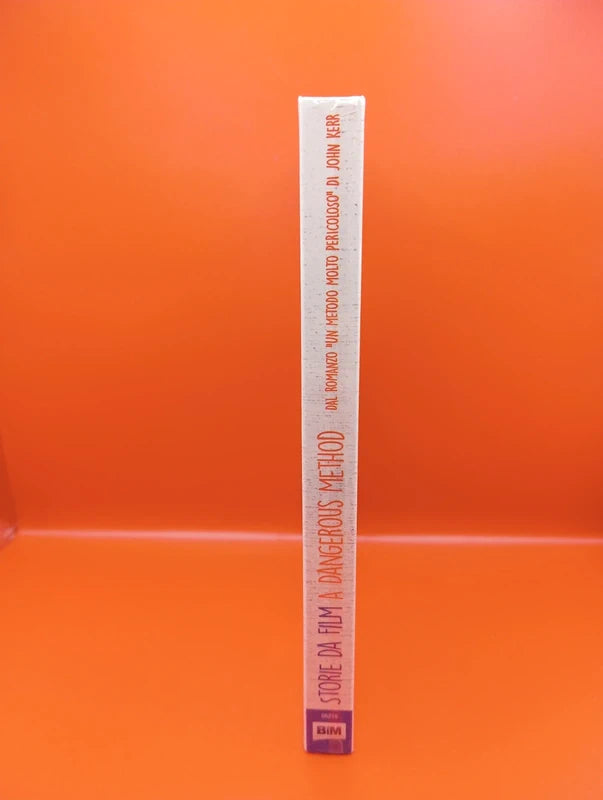 STORIE DA FILM A DANGEROUS METHOD DAL ROMANZO "UN METODO MOLTO PERICOLOSO" DI JOHN KERR
BiM